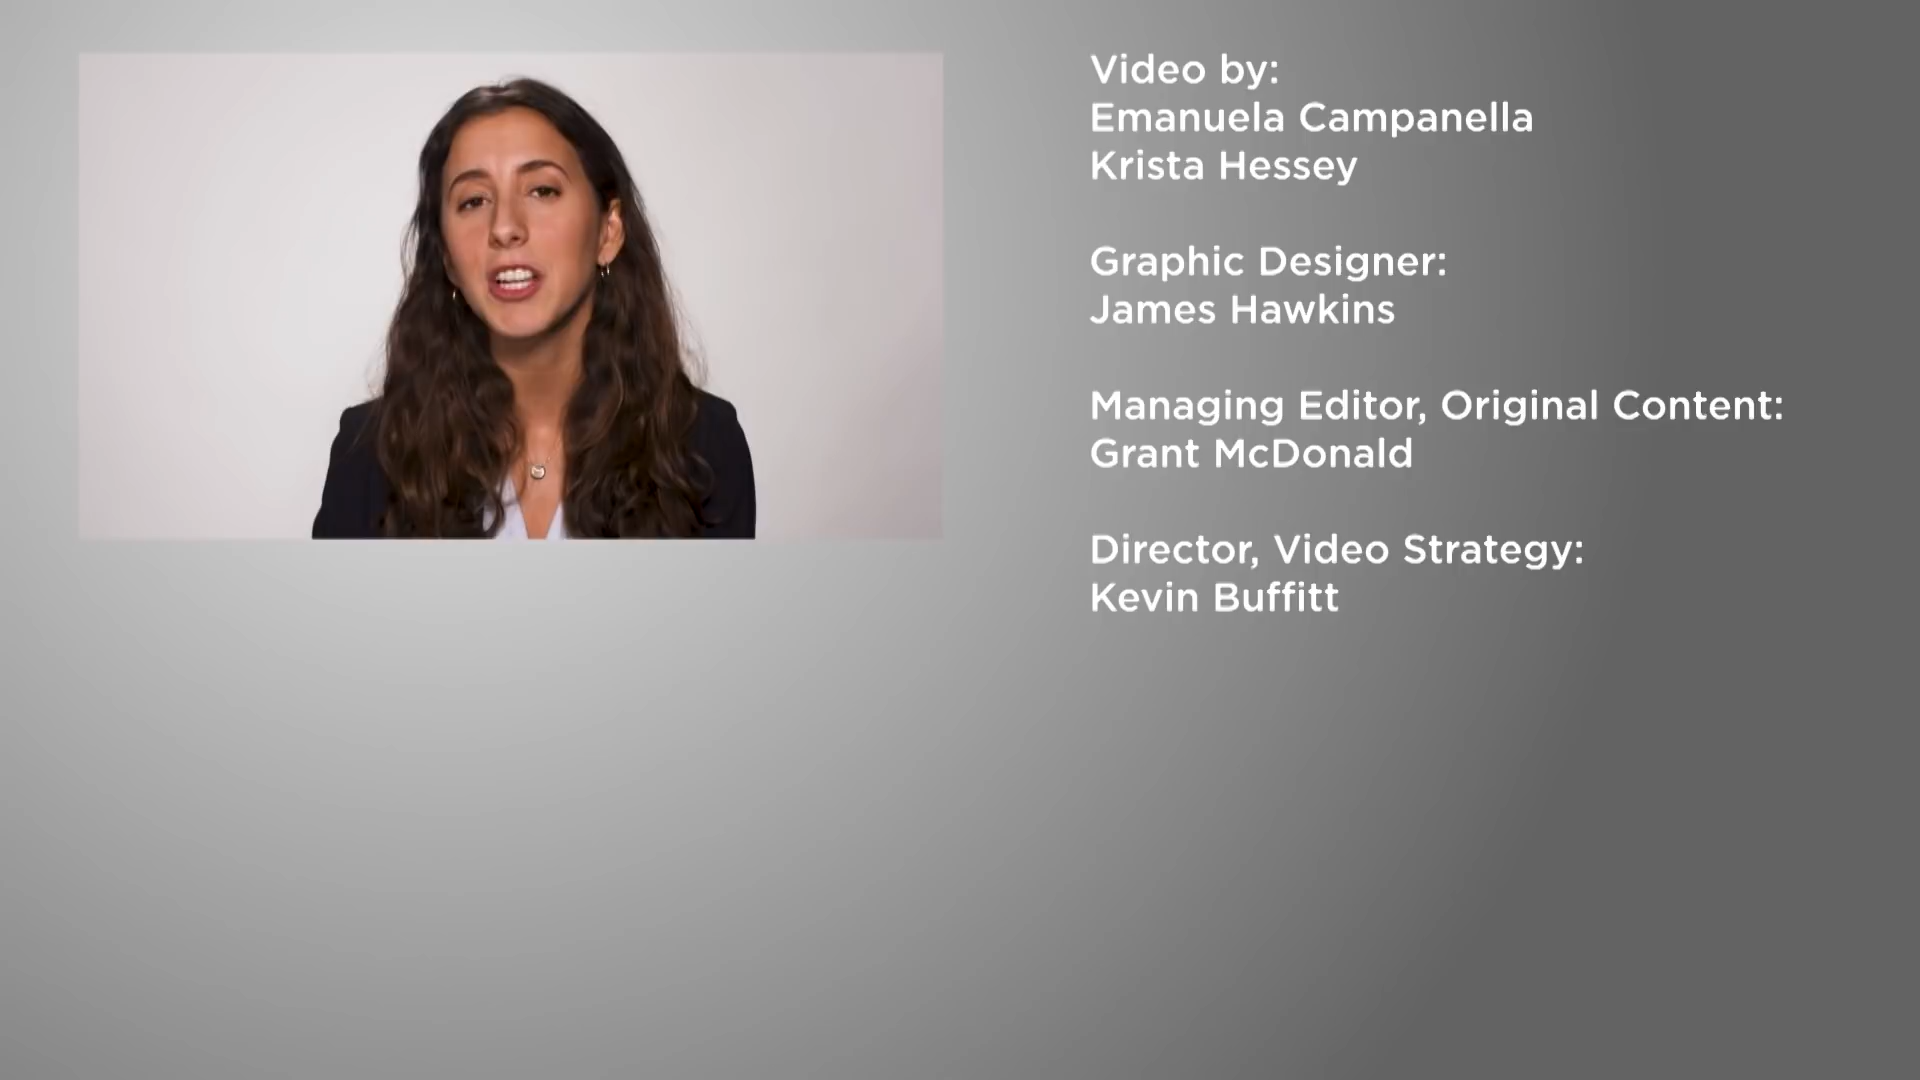 Video by:
Emanuela Campanella
Krista Hessey
Graphic Designer:
James Hawkins
Managing Editor, Original Content:
Grant McDonald
Director, Video Strategy:
Kevin Buffitt